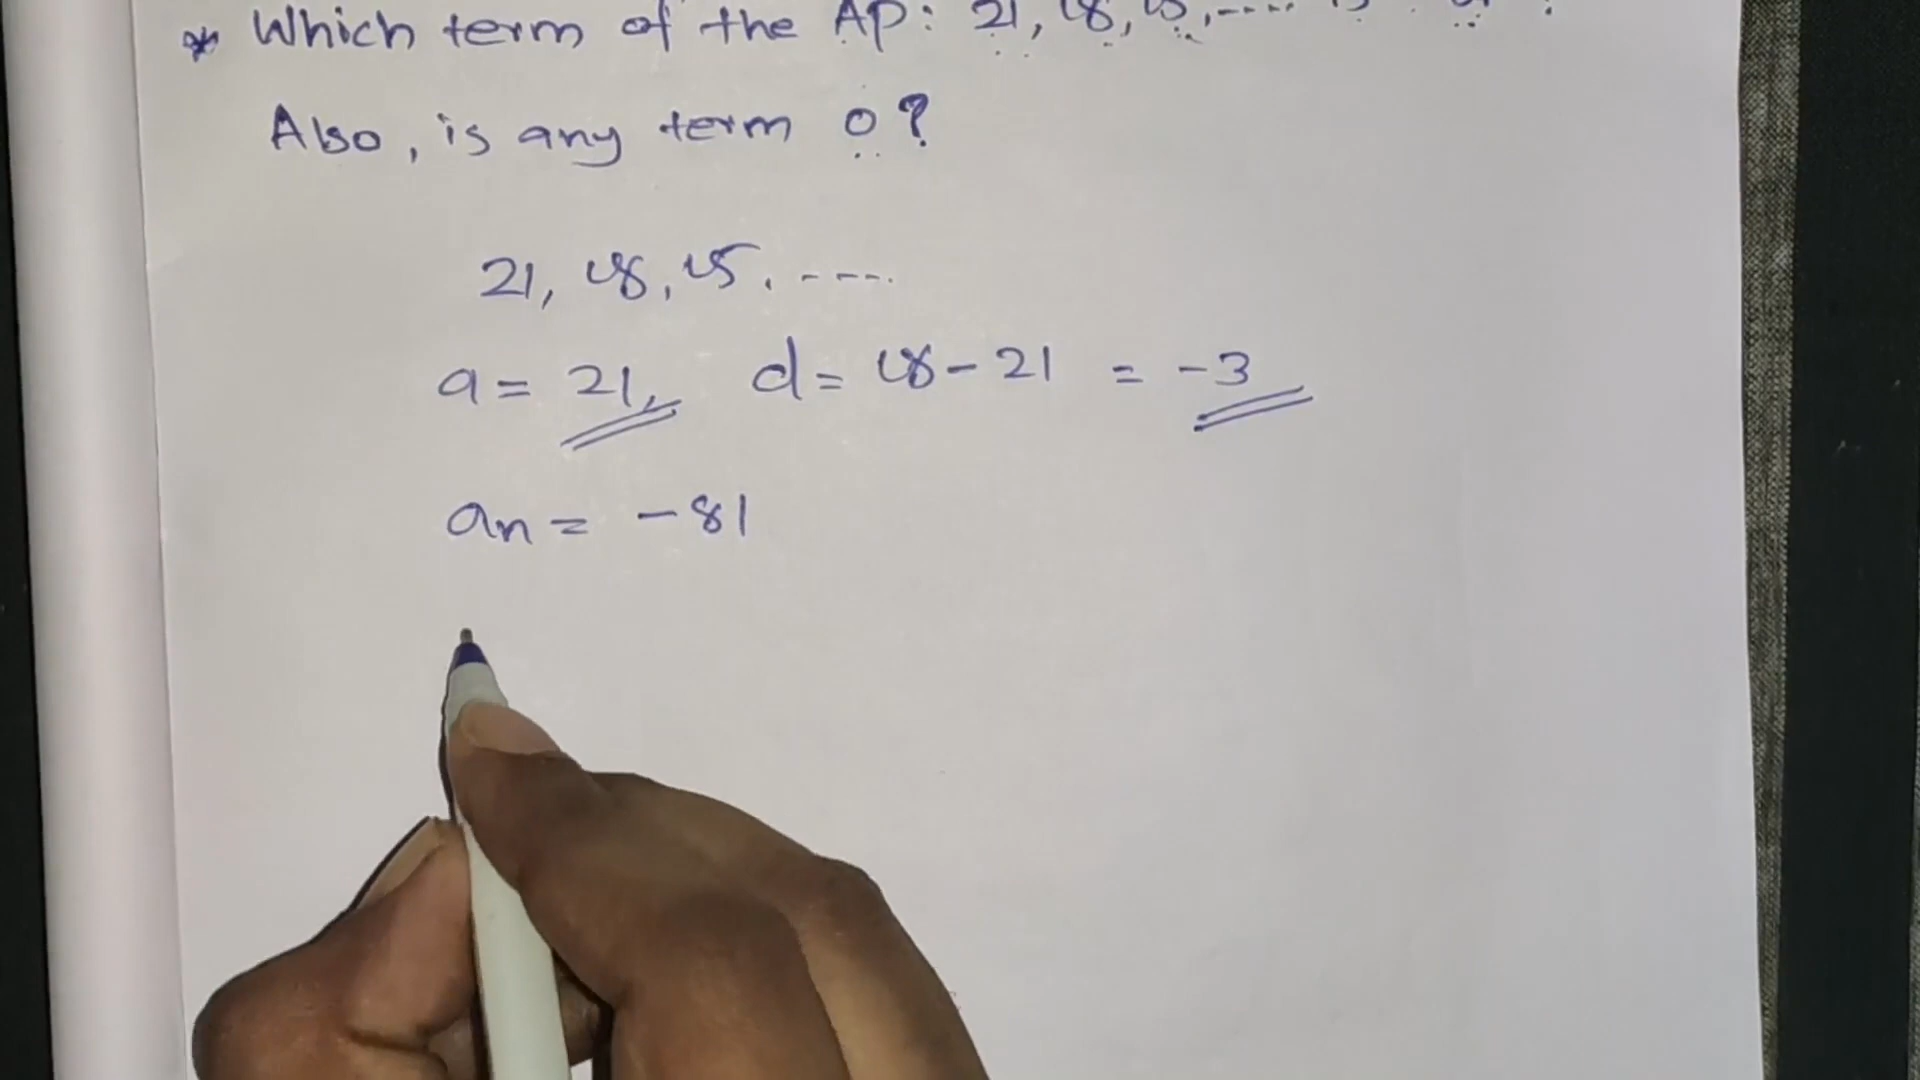 * Which term of the AP: 21, 18, 15, ....
Also, is any term 0?
21, 18, 15, ....
a = 21, d = 18 - 21 = -3
an = -81